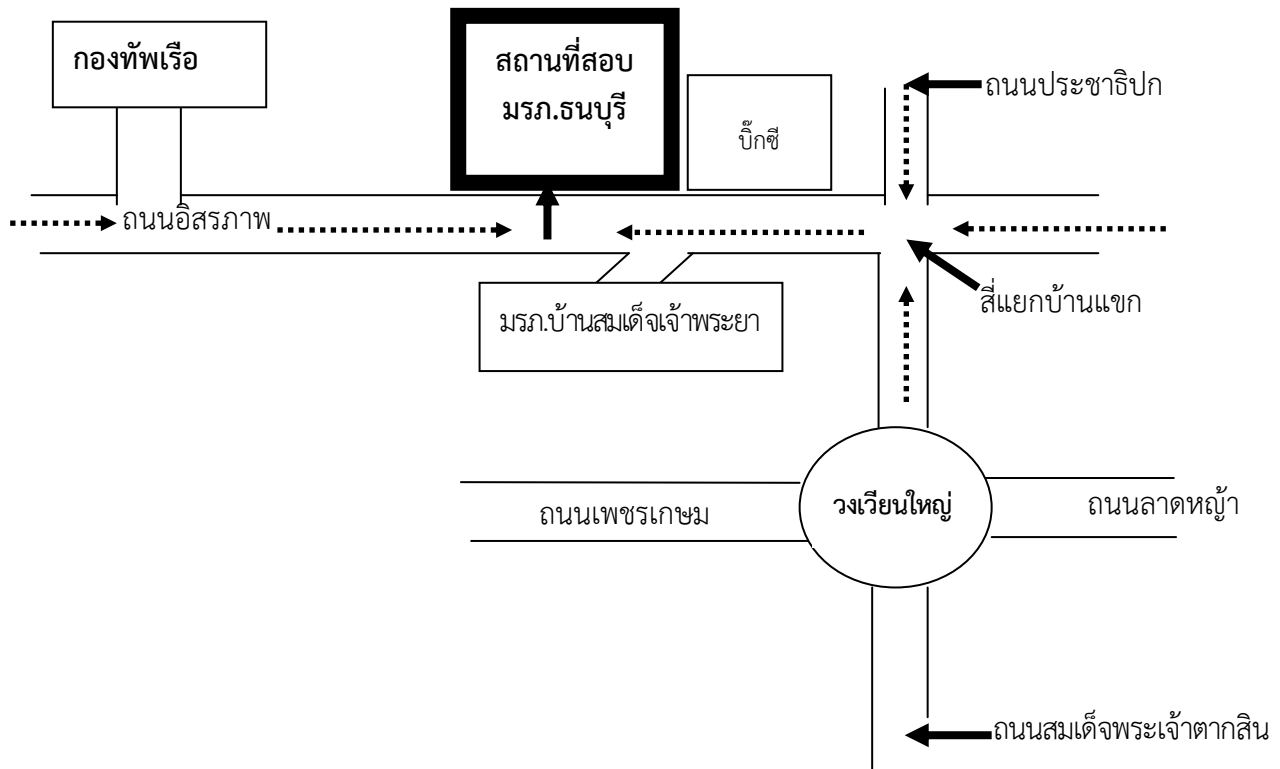 กองทัพเรือ
สถานที่สอบ
มรภ.ธนบุรี
บิ๊กซี
ถนนประชาธิปก
ถนนอิสรภาพ
สี่แยกบ้านแขก
มรภ.บ้านสมเด็จเจ้าพระยา
ถนนเพชรเกษม
วงเวียนใหญ่
ถนนลาดหญ้า
ถนนสมเด็จพระเจ้าตากสิน